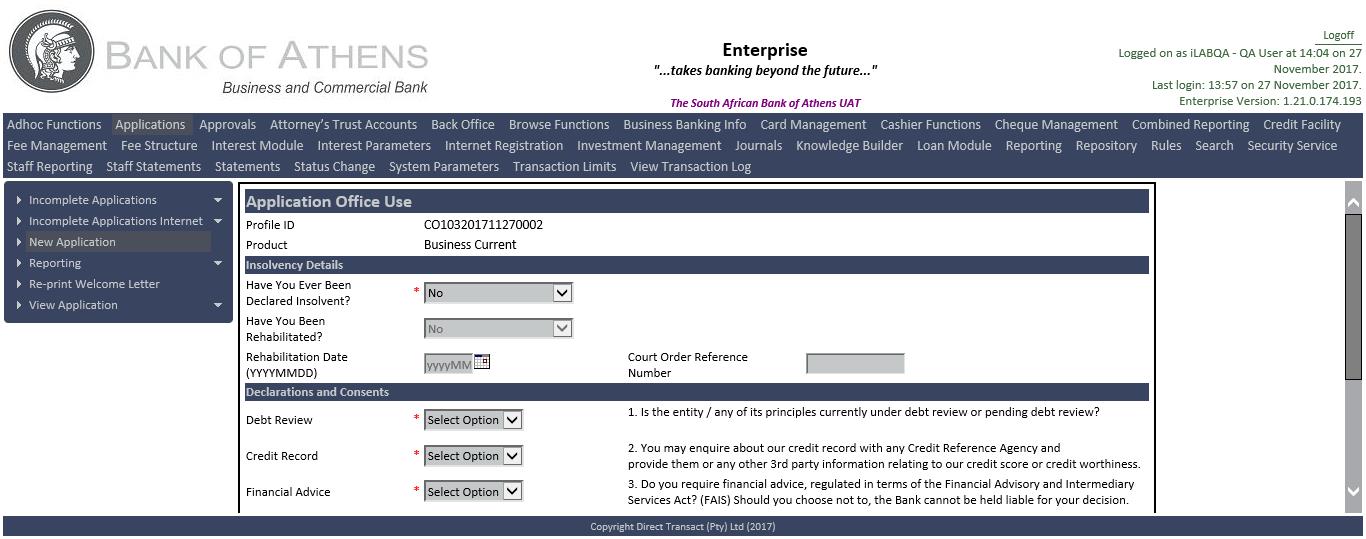 BANK OF ATHENS
Business and Commercial Bank
Enterprise
"...takes banking beyond the future..."
The South African Bank of Athens UAT
Logoff
Logged on as iLABQA - QA User at 14:04 on 27
November 2017.
Last login: 13:57 on 27 November 2017.
Enterprise Version: 1.21.0.174.193
Adhoc Functions Applications Approvals Attorney's Trust Accounts Back Office Browse Functions Business Banking Info Card Management Cashier Functions Cheque Management Combined Reporting Credit Facility
Fee Management Fee Structure Interest Module Interest Parameters Internet Registration Investment Management Journals Knowledge Builder Loan Module Reporting Repository Rules Search Security Service
Staff Reporting Staff Statements Statements Status Change System Parameters Transaction Limits View Transaction Log
Incomplete Applications
Incomplete Applications Internet
New Application
Reporting
Re-print Welcome Letter
View Application
Application Office Use
Profile ID CO103201711270002
Product Business Current
Insolvency Details
Have You Ever Been
Declared Insolvent?
* No
Have You Been
Rehabilitated?
No
Rehabilitation Date
(YYYYMMDD)
yyyyMM
Court Order Reference
Number
Declarations and Consents
Debt Review * Select Option
1. Is the entity / any of its principles currently under debt review or pending debt review?
Credit Record * Select Option
2. You may enquire about our credit record with any Credit Reference Agency and
provide them or any other 3rd party information relating to our credit score or credit worthiness.
Financial Advice * Select Option
3. Do you require financial advice, regulated in terms of the Financial Advisory and Intermediary
Services Act? (FAIS) Should you choose not to, the Bank cannot be held liable for your decision.
Copyright Direct Transact (Pty) Ltd (2017)